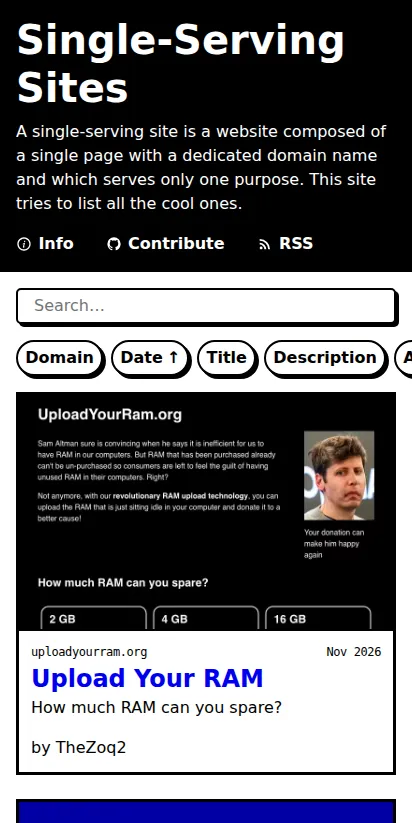 Single-Serving
Sites
A single-serving site is a website composed of
a single page with a dedicated domain name
and which serves only one purpose. This site
tries to list all the cool ones.
Info Contribute RSS
Search…
Domain Date ↑ Title Description A
UploadYourRam.org
Sam Altman sure is convincing when he says it is inefficient for us to
have RAM in our computers. But RAM that has been purchased already
can't be un-purchased so consumers are left to feel the guilt of having
unused RAM in their computers. Right?
Not anymore, with our revolutionary RAM upload technology, you can
upload the RAM that is just sitting idle in your computer and donate it to a
better cause!
Your donation can
make him happy
again
How much RAM can you spare?
2 GB 4 GB 16 GB
uploadyourram.org Nov 2026
Upload Your RAM
How much RAM can you spare?
by TheZoq2